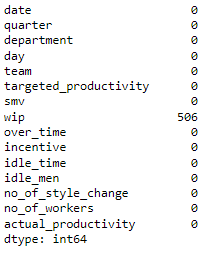 date 0
quarter 0
department 0
day 0
team 0
targeted_productivity 0
smv 0
wip 506
over_time 0
incentive 0
idle_time 0
idle_men 0
no_of_style_change 0
no_of_workers 0
actual_productivity 0
dtype: int64